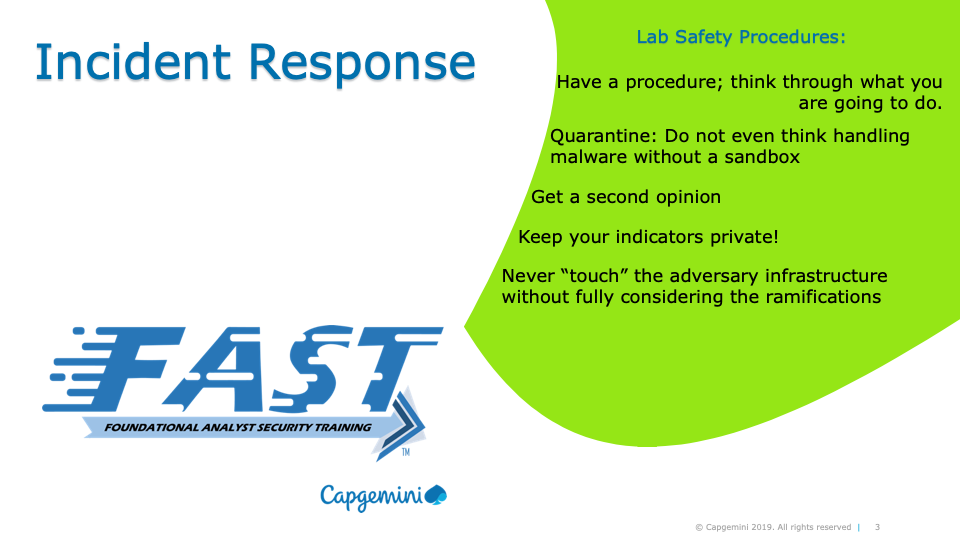 Incident Response
Lab Safety Procedures:
Have a procedure; think through what you
are going to do.
Quarantine: Do not even think handling
malware without a sandbox
Get a second opinion
Keep your indicators private!
Never “touch” the adversary infrastructure
without fully considering the ramifications
FAST
FOUNDATIONAL ANALYST SECURITY TRAINING
TM
Capgemini
© Capgemini 2019. All rights reserved | 3